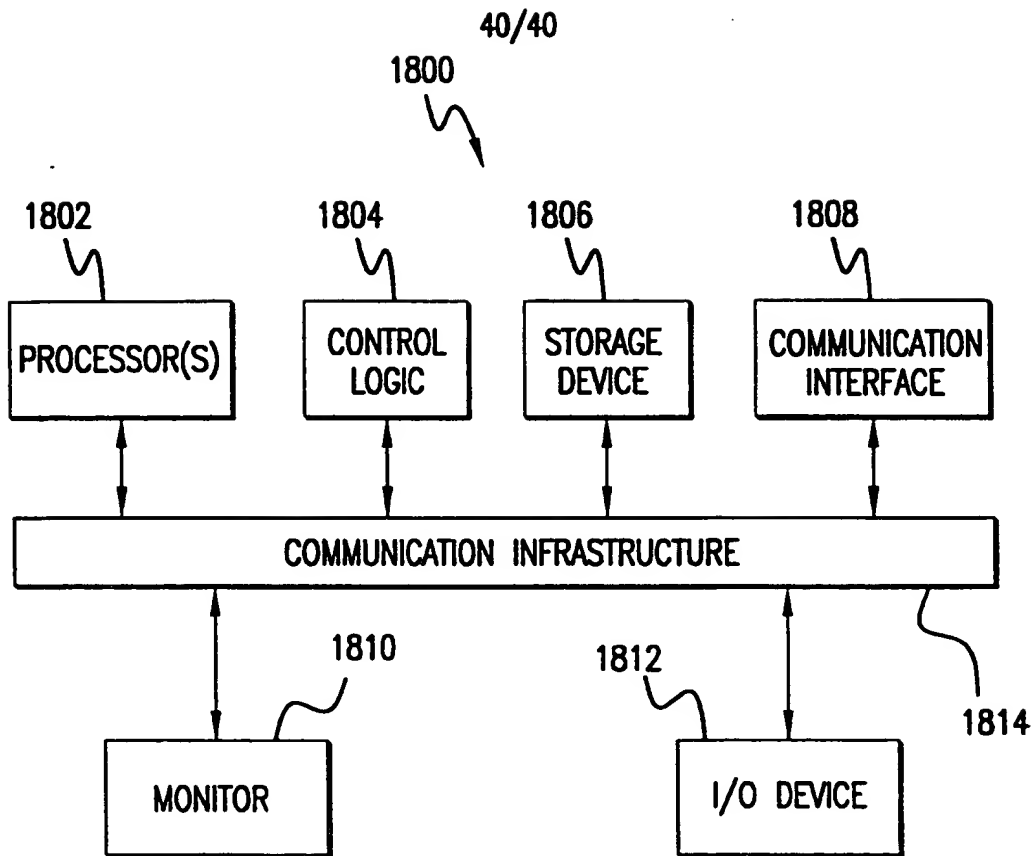 40/40
1800
1802
1804
1806
1808
PROCESSOR(S)
CONTROL
LOGIC
STORAGE
DEVICE
COMMUNICATION
INTERFACE
COMMUNICATION INFRASTRUCTURE
1810
1812
1814
MONITOR
I/O DEVICE